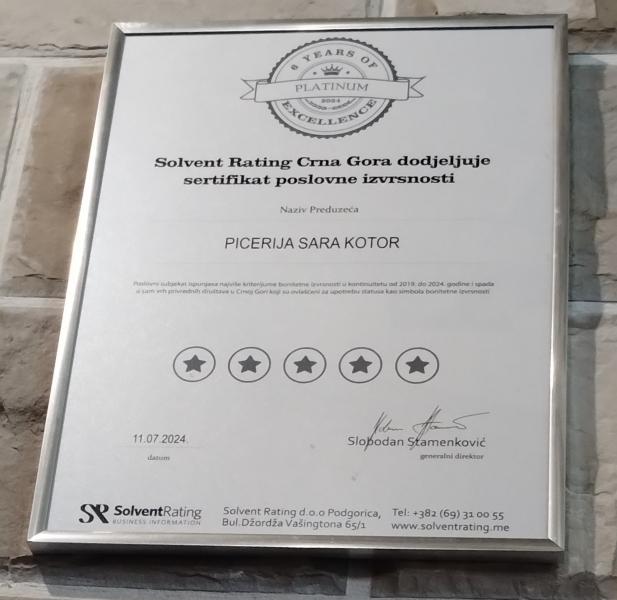 6 YEARS OF
PLATINUM
2024
EXCELLENCE
Solvent Rating Crna Gora dodjeljuje
sertifikat poslovne izvrsnosti
Naziv Preduzeća
PICERIJA SARA KOTOR
Poslovni subjekat ispunjava najviše kriterijume bonitetne izvrsnosti u kontinuitetu od 2019. do 2024. godine i spada
u sam vrh privrednih društava u Crnoj Gori koji su ovlašćeni za upotrebu statusa kao simbola bonitetne izvrsnosti
11.07.2024.
datum
Slobodan Stamenković
generalni direktor
SR SolventRating
BUSINESS INFORMATION
Solvent Rating d.o.o Podgorica,
Bul.Džordža Vašingtona 65/1
Tel: +382 (69) 31 00 55
www.solventrating.me